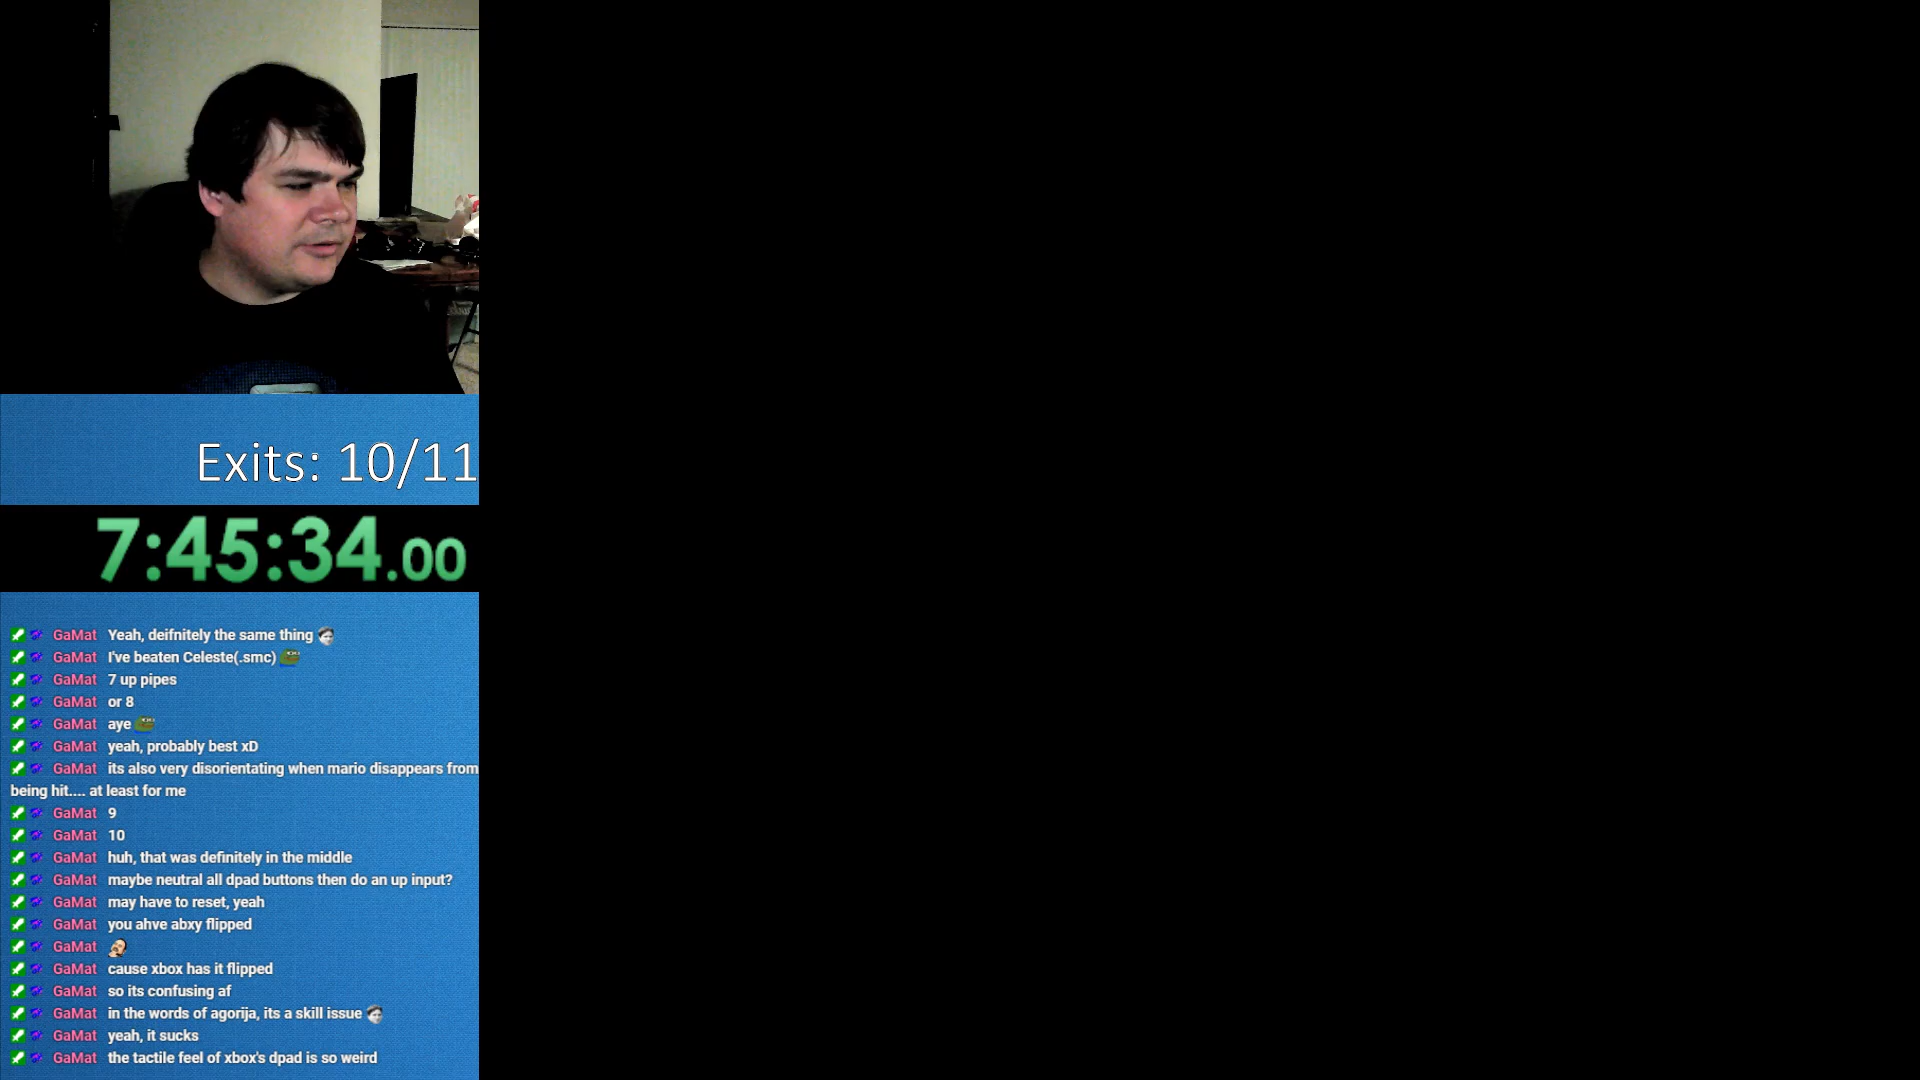 Exits: 10/11
7:45:34.00
GaMat Yeah, deifnitely the same thing
GaMat I've beaten Celeste(.smc)
GaMat 7 up pipes
GaMat or 8
GaMat aye
GaMat yeah, probably best xD
GaMat its also very disorientating when mario disappears from
being hit.... at least for me
GaMat 9
GaMat 10
GaMat huh, that was definitely in the middle
GaMat maybe neutral all dpad buttons then do an up input?
GaMat may have to reset, yeah
GaMat you ahve abxy flipped
GaMat
GaMat cause xbox has it flipped
GaMat so its confusing af
GaMat in the words of agorija, its a skill issue
GaMat yeah, it sucks
GaMat the tactile feel of xbox's dpad is so weird